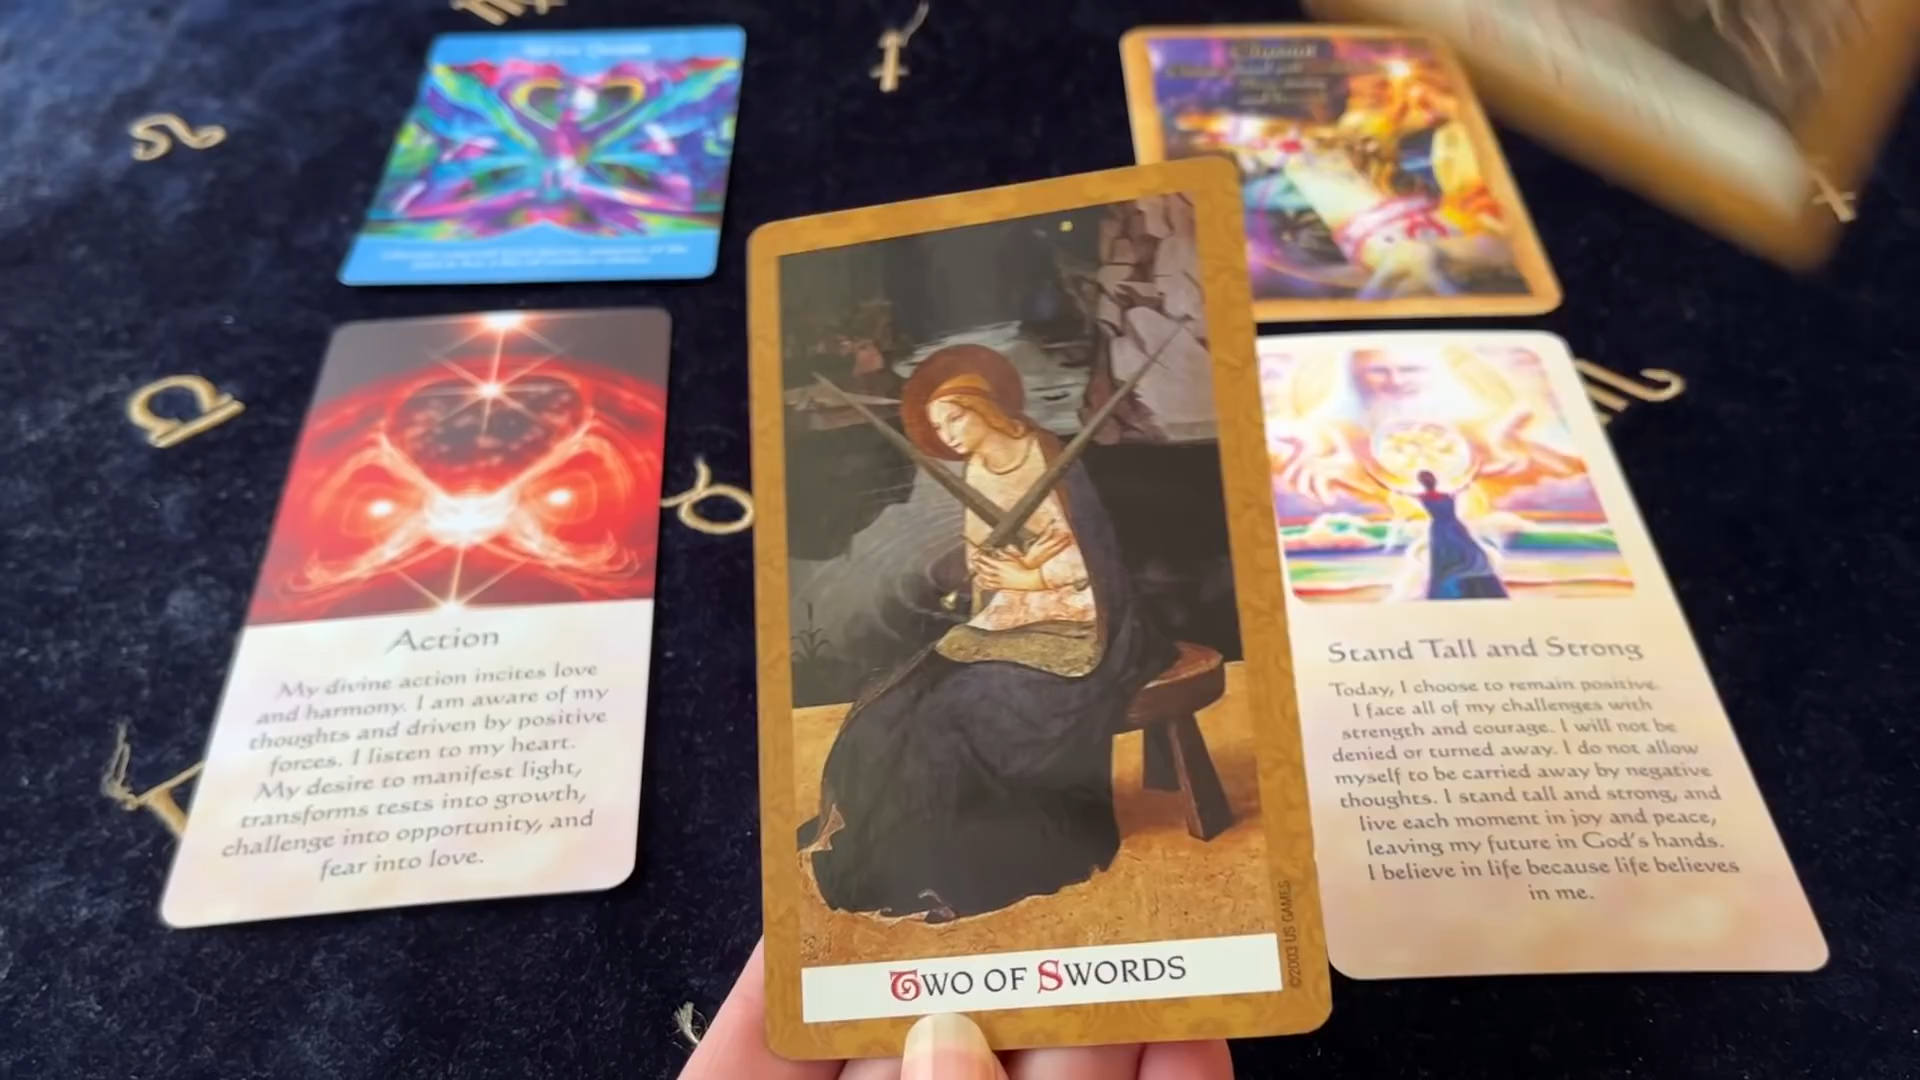 Action
My divine action incites love
and harmony. I am aware of my
thoughts and driven by positive
forces. I listen to my heart.
My desire to manifest light,
transforms tests into growth,
challenge into opportunity, and
fear into love.
TWO OF SWORDS
©2003 US GAMES
Stand Tall and Strong
Today, I choose to remain positive.
I face all of my challenges with
strength and courage. I will not be
denied or turned away. I do not allow
myself to be carried away by negative
thoughts. I stand tall and strong, and
live each moment in joy and peace,
leaving my future in God's hands.
I believe in life because life believes
in me.